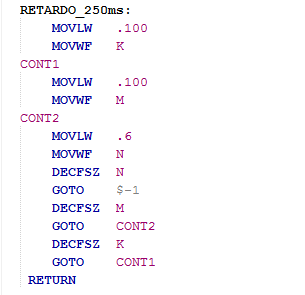 RETARDO_250ms:
MOVLW .100
MOVWF K
CONT1
MOVLW .100
MOVWF M
CONT2
MOVLW .6
MOVWF N
DECFSZ N
GOTO $-1
DECFSZ M
GOTO CONT2
DECFSZ K
GOTO CONT1
RETURN